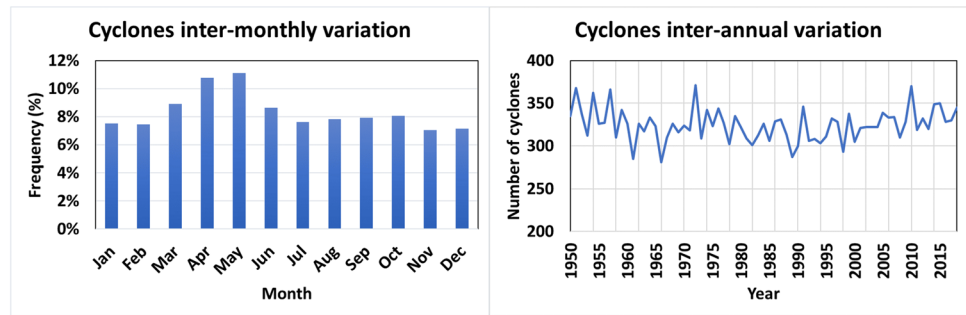 Cyclones inter-monthly variation
12%
10%
8%
6%
4%
2%
0%
Frequency (%)
Jan Feb Mar Apr May Jun Jul Aug Sep Oct Nov Dec
Month
Cyclones inter-annual variation
400
350
300
250
200
Number of cyclones
1950 1955 1960 1965 1970 1975 1980 1985 1990 1995 2000 2005 2010 2015
Year